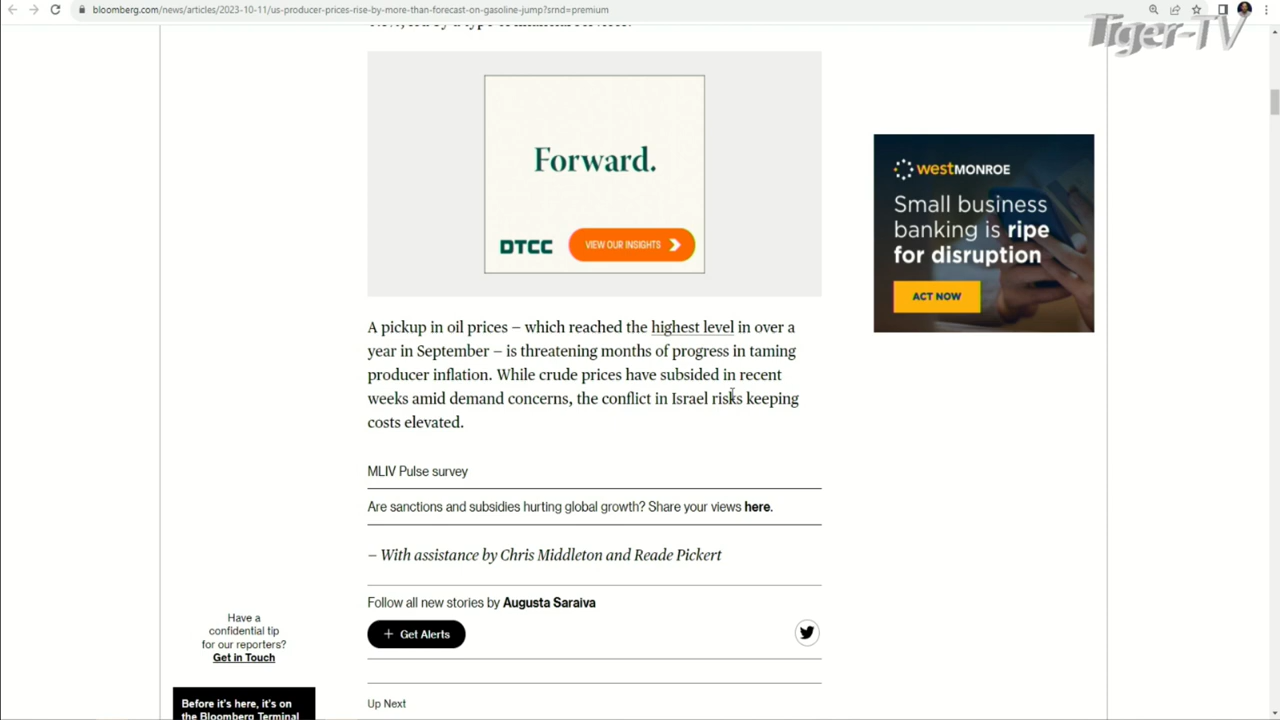 bloomberg.com/news/articles/2023-10-11/us-producer-prices-rise-by-more-than-forecast-on-gasoline-jump?srnd=premium
Tiger-TV
Forward.
DTCC
VIEW OUR INSIGHTS
westMONROE
Small business
banking is ripe
for disruption
ACT NOW
A pickup in oil prices – which reached the highest level in over a
year in September – is threatening months of progress in taming
producer inflation. While crude prices have subsided in recent
weeks amid demand concerns, the conflict in Israel risks keeping
costs elevated.
MLIV Pulse survey
Are sanctions and subsidies hurting global growth? Share your views here.
– With assistance by Chris Middleton and Reade Pickert
Follow all new stories by Augusta Saraiva
+ Get Alerts
Have a
confidential tip
for our reporters?
Get in Touch
Before it's here, it's on
the Bloomberg Terminal
Up Next